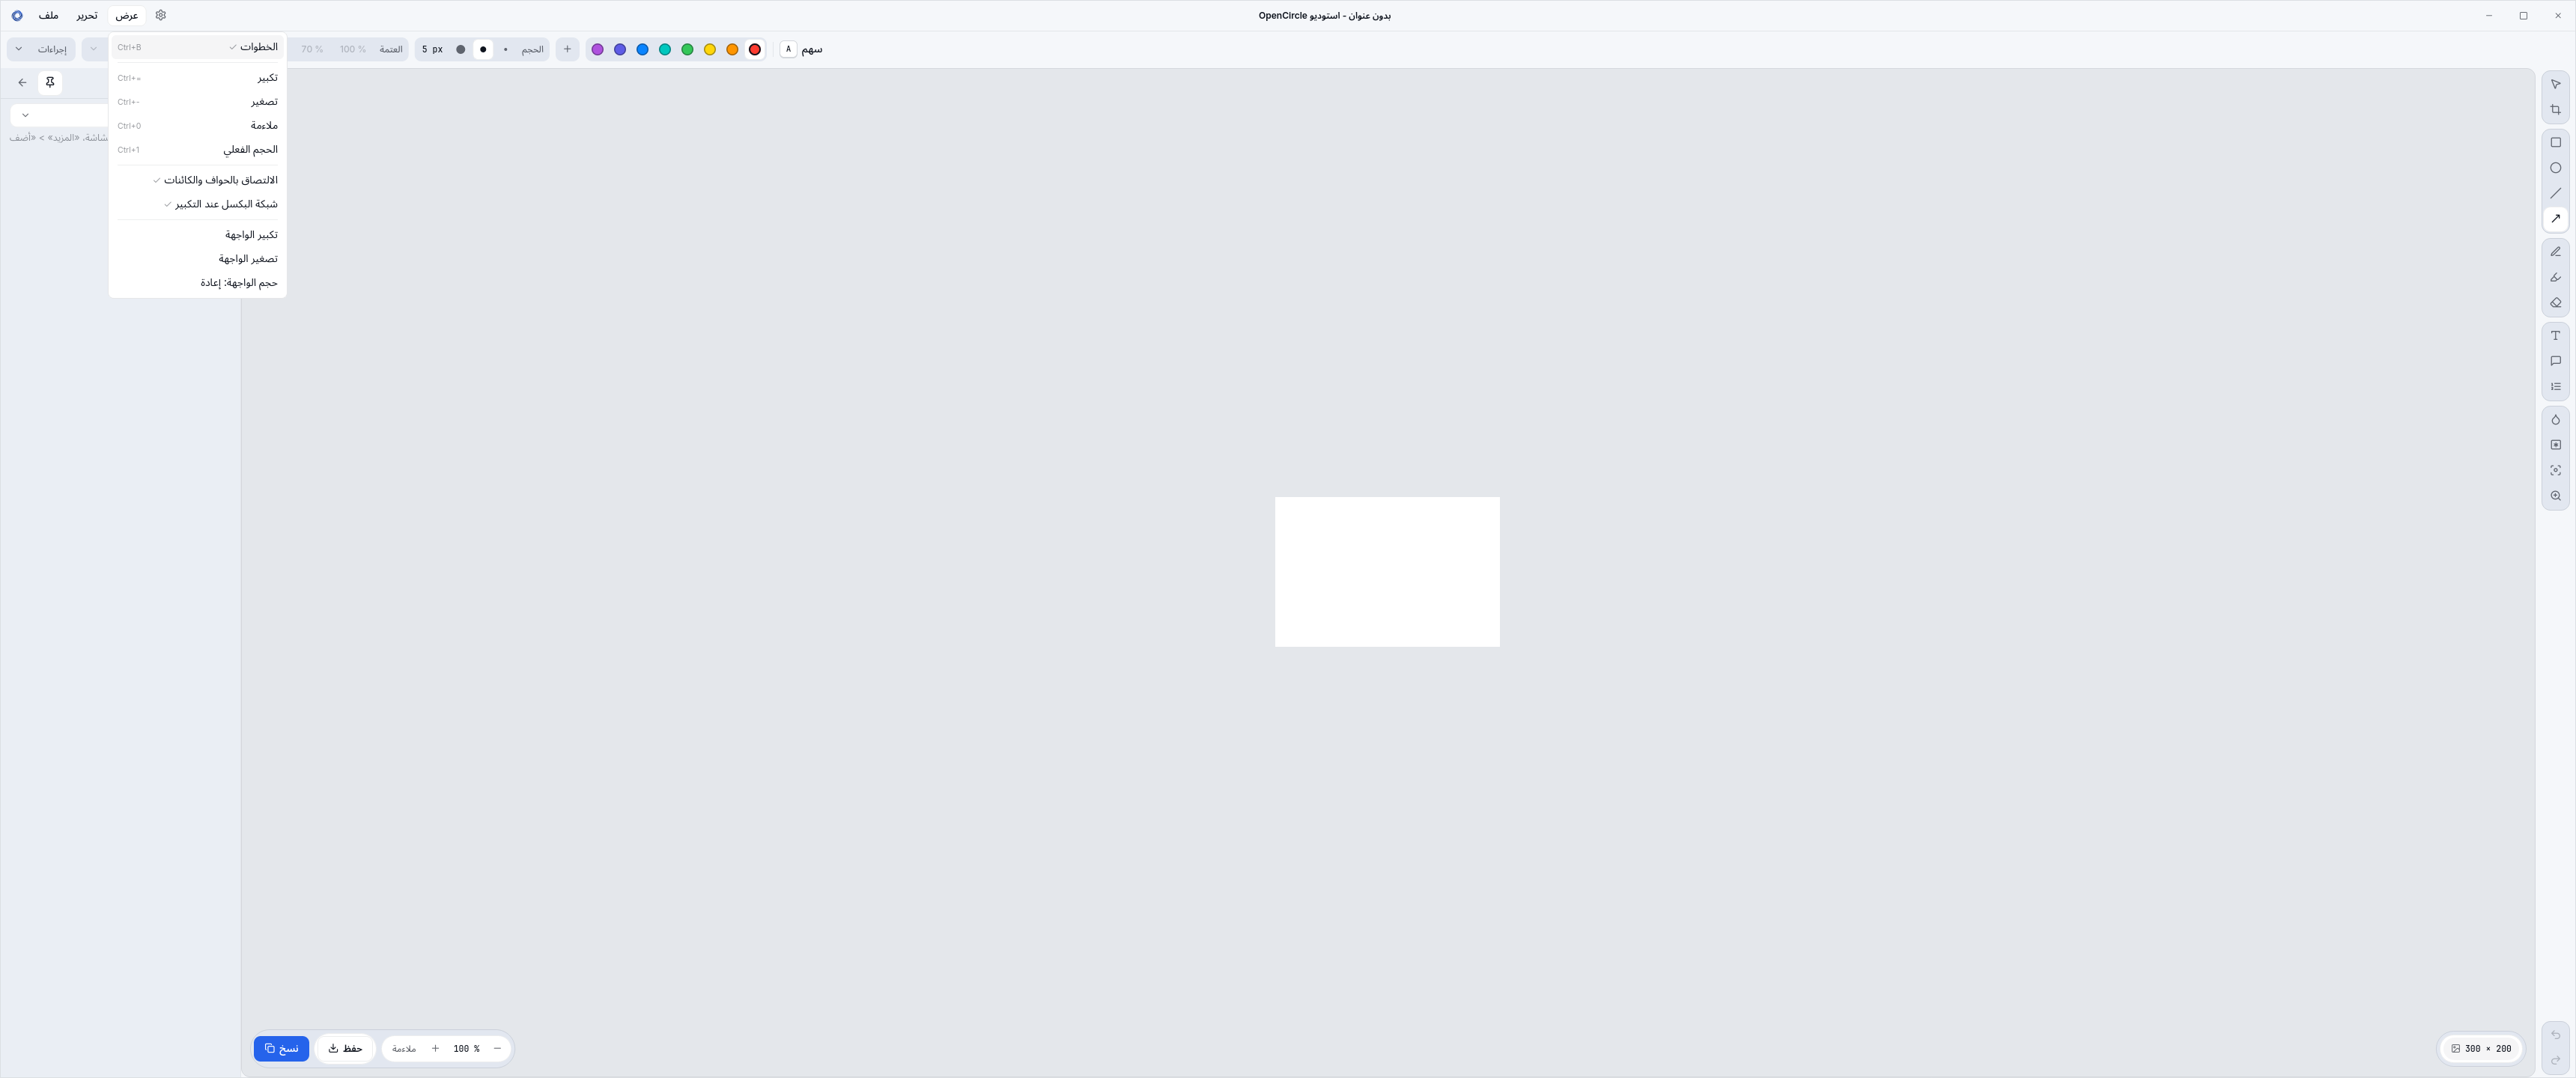 ملف
تحرير
عرض
بدون عنوان - استوديو OpenCircle
إجراءات
70 %
100 %
العتمة
5 px
الحجم
A
سهم
الخطوات
Ctrl+B
تكبير
Ctrl+=
تصغير
Ctrl+-
ملاءمة
Ctrl+0
الحجم الفعلي
Ctrl+1
الالتصاق بالحواف والكائنات
شبكة البكسل عند التكبير
تكبير الواجهة
تصغير الواجهة
حجم الواجهة: إعادة
«المزيد» > «أضف
نسخ
حفظ
ملاءمة
100 %
300 × 200